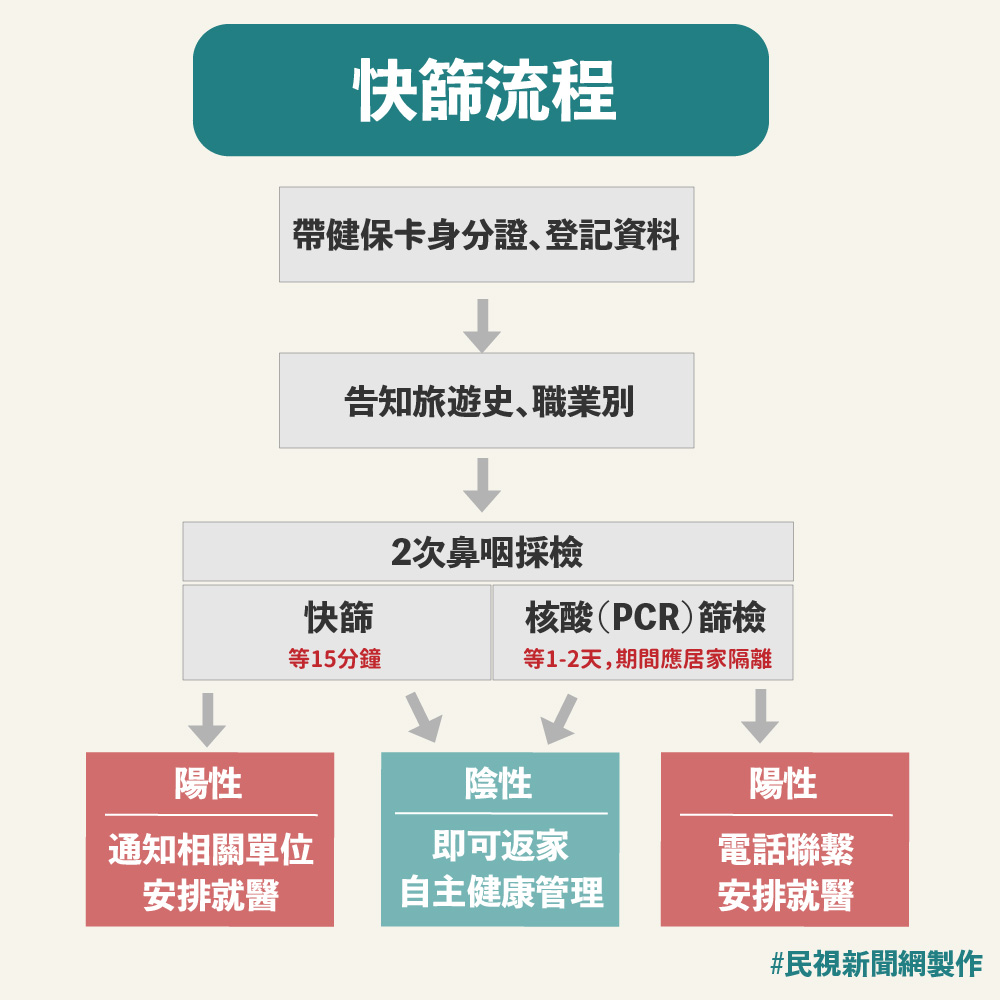 快篩流程
帶健保卡身分證、登記資料
告知旅遊史、職業別
2次鼻咽採檢
快篩
等15分鐘
核酸（PCR）篩檢
等1-2天，期間應居家隔離
陽性
通知相關單位
安排就醫
陰性
即可返家
自主健康管理
陽性
電話聯繫
安排就醫
#民視新聞網製作